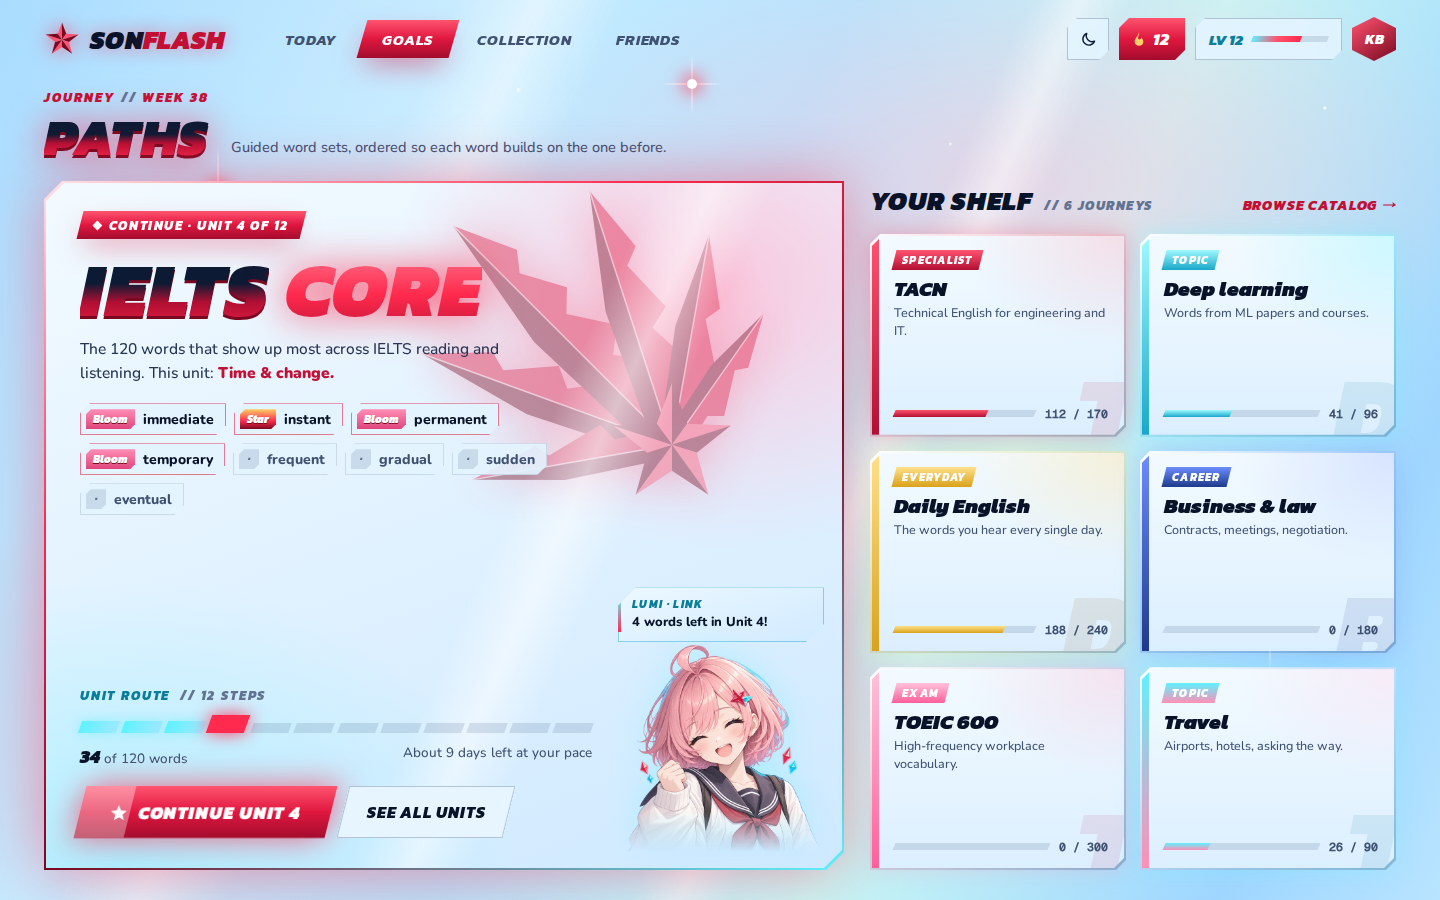 SONFLASH
TODAY
GOALS
COLLECTION
FRIENDS
12
LV 12
KB
JOURNEY // WEEK 38
PATHS
Guided word sets, ordered so each word builds on the one before.
CONTINUE · UNIT 4 OF 12
IELTS CORE
The 120 words that show up most across IELTS reading and
listening. This unit: Time & change.
Bloom immediate
Star instant
Bloom permanent
Bloom temporary
· frequent
· gradual
· sudden
· eventual
LUMI · LINK
4 words left in Unit 4!
UNIT ROUTE // 12 STEPS
34 of 120 words
About 9 days left at your pace
CONTINUE UNIT 4
SEE ALL UNITS
YOUR SHELF // 6 JOURNEYS
BROWSE CATALOG →
SPECIALIST
TACN
Technical English for engineering and
IT.
112 / 170
T
TOPIC
Deep learning
Words from ML papers and courses.
41 / 96
D
EVERYDAY
Daily English
The words you hear every single day.
188 / 240
D
CAREER
Business & law
Contracts, meetings, negotiation.
0 / 180
B
EXAM
TOEIC 600
High-frequency workplace
vocabulary.
0 / 300
T
TOPIC
Travel
Airports, hotels, asking the way.
26 / 90
T